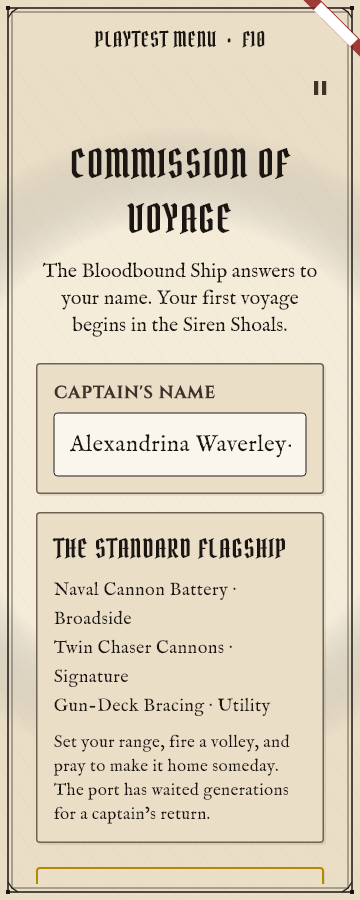 PLAYTEST MENU · F10
COMMISSION OF
VOYAGE
The Bloodbound Ship answers to
your name. Your first voyage
begins in the Siren Shoals.
CAPTAIN'S NAME
Alexandrina Waverley-
THE STANDARD FLAGSHIP
Naval Cannon Battery ·
Broadside
Twin Chaser Cannons ·
Signature
Gun-Deck Bracing · Utility
Set your range, fire a volley, and
pray to make it home someday.
The port has waited generations
for a captain's return.